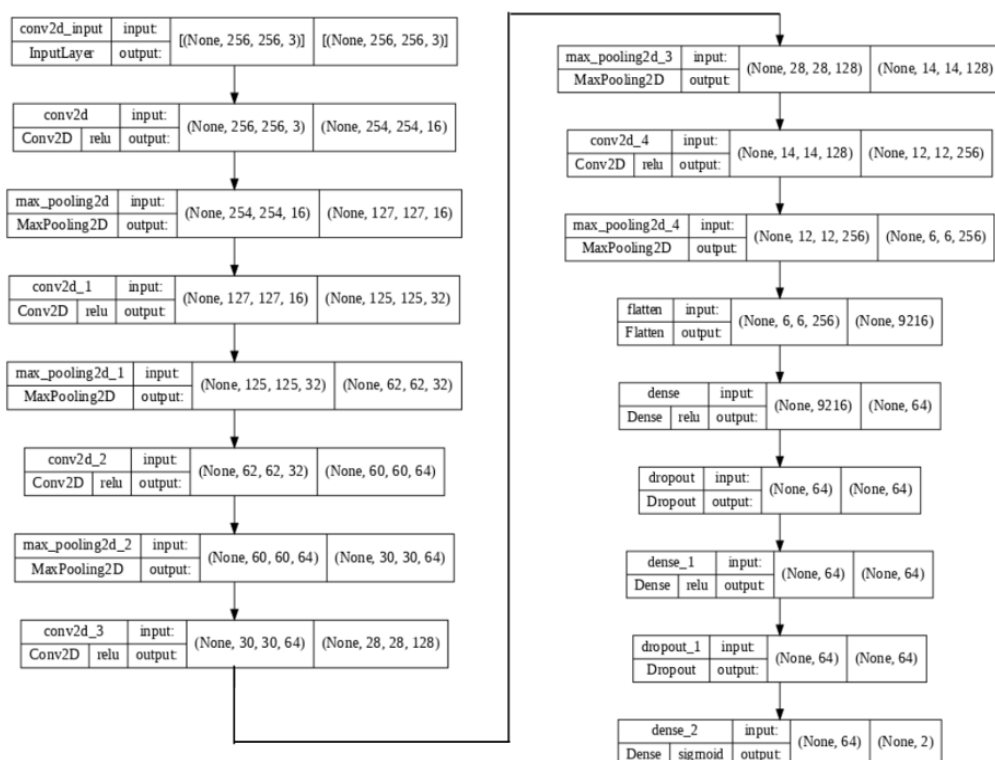 conv2d_input input: [(None, 256, 256, 3)] [(None, 256, 256, 3)]
InputLayer output:
conv2d input: (None, 256, 256, 3) (None, 254, 254, 16)
Conv2D relu output:
max_pooling2d input: (None, 254, 254, 16) (None, 127, 127, 16)
MaxPooling2D output:
conv2d_1 input: (None, 127, 127, 16) (None, 125, 125, 32)
Conv2D relu output:
max_pooling2d_1 input: (None, 125, 125, 32) (None, 62, 62, 32)
MaxPooling2D output:
conv2d_2 input: (None, 62, 62, 32) (None, 60, 60, 64)
Conv2D relu output:
max_pooling2d_2 input: (None, 60, 60, 64) (None, 30, 30, 64)
MaxPooling2D output:
conv2d_3 input: (None, 30, 30, 64) (None, 28, 28, 128)
Conv2D relu output:
max_pooling2d_3 input: (None, 28, 28, 128) (None, 14, 14, 128)
MaxPooling2D output:
conv2d_4 input: (None, 14, 14, 128) (None, 12, 12, 256)
Conv2D relu output:
max_pooling2d_4 input: (None, 12, 12, 256) (None, 6, 6, 256)
MaxPooling2D output:
flatten input: (None, 6, 6, 256) (None, 9216)
Flatten output:
dense input: (None, 9216) (None, 64)
Dense relu output:
dropout input: (None, 64) (None, 64)
Dropout output:
dense_1 input: (None, 64) (None, 64)
Dense relu output:
dropout_1 input: (None, 64) (None, 64)
Dropout output:
dense_2 input: (None, 64) (None, 2)
Dense sigmoid output: